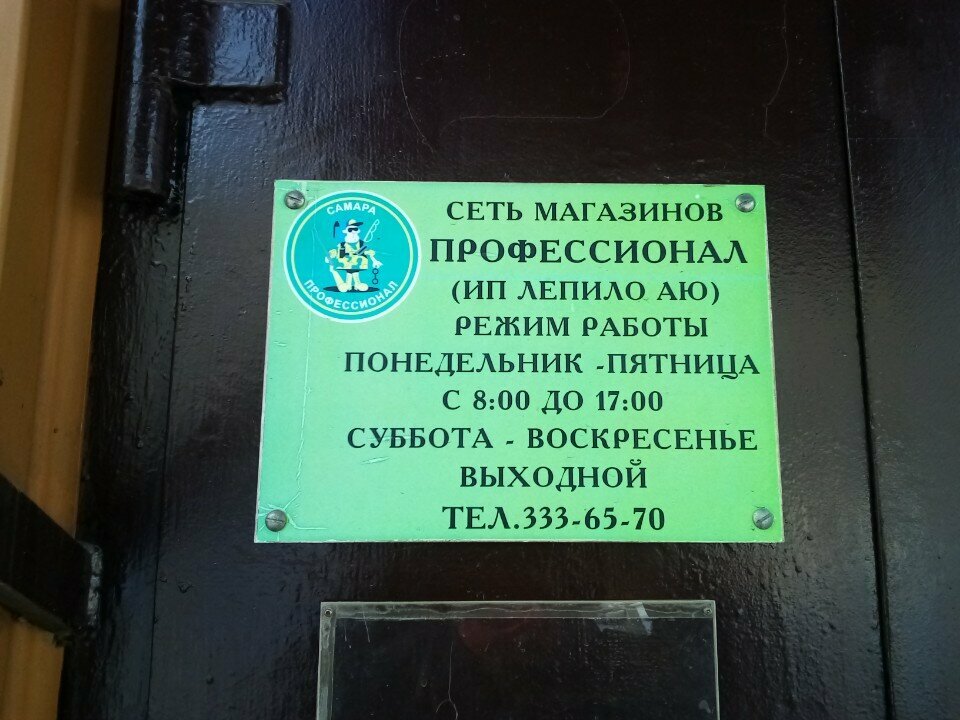 САМАРА
ПРОФЕССИОНАЛ
СЕТЬ МАГАЗИНОВ
ПРОФЕССИОНАЛ
(ИП ЛЕПИЛО АЮ)
РЕЖИМ РАБОТЫ
ПОНЕДЕЛЬНИК -ПЯТНИЦА
С 8:00 ДО 17:00
СУББОТА - ВОСКРЕСЕНЬЕ
ВЫХОДНОЙ
ТЕЛ.333-65-70